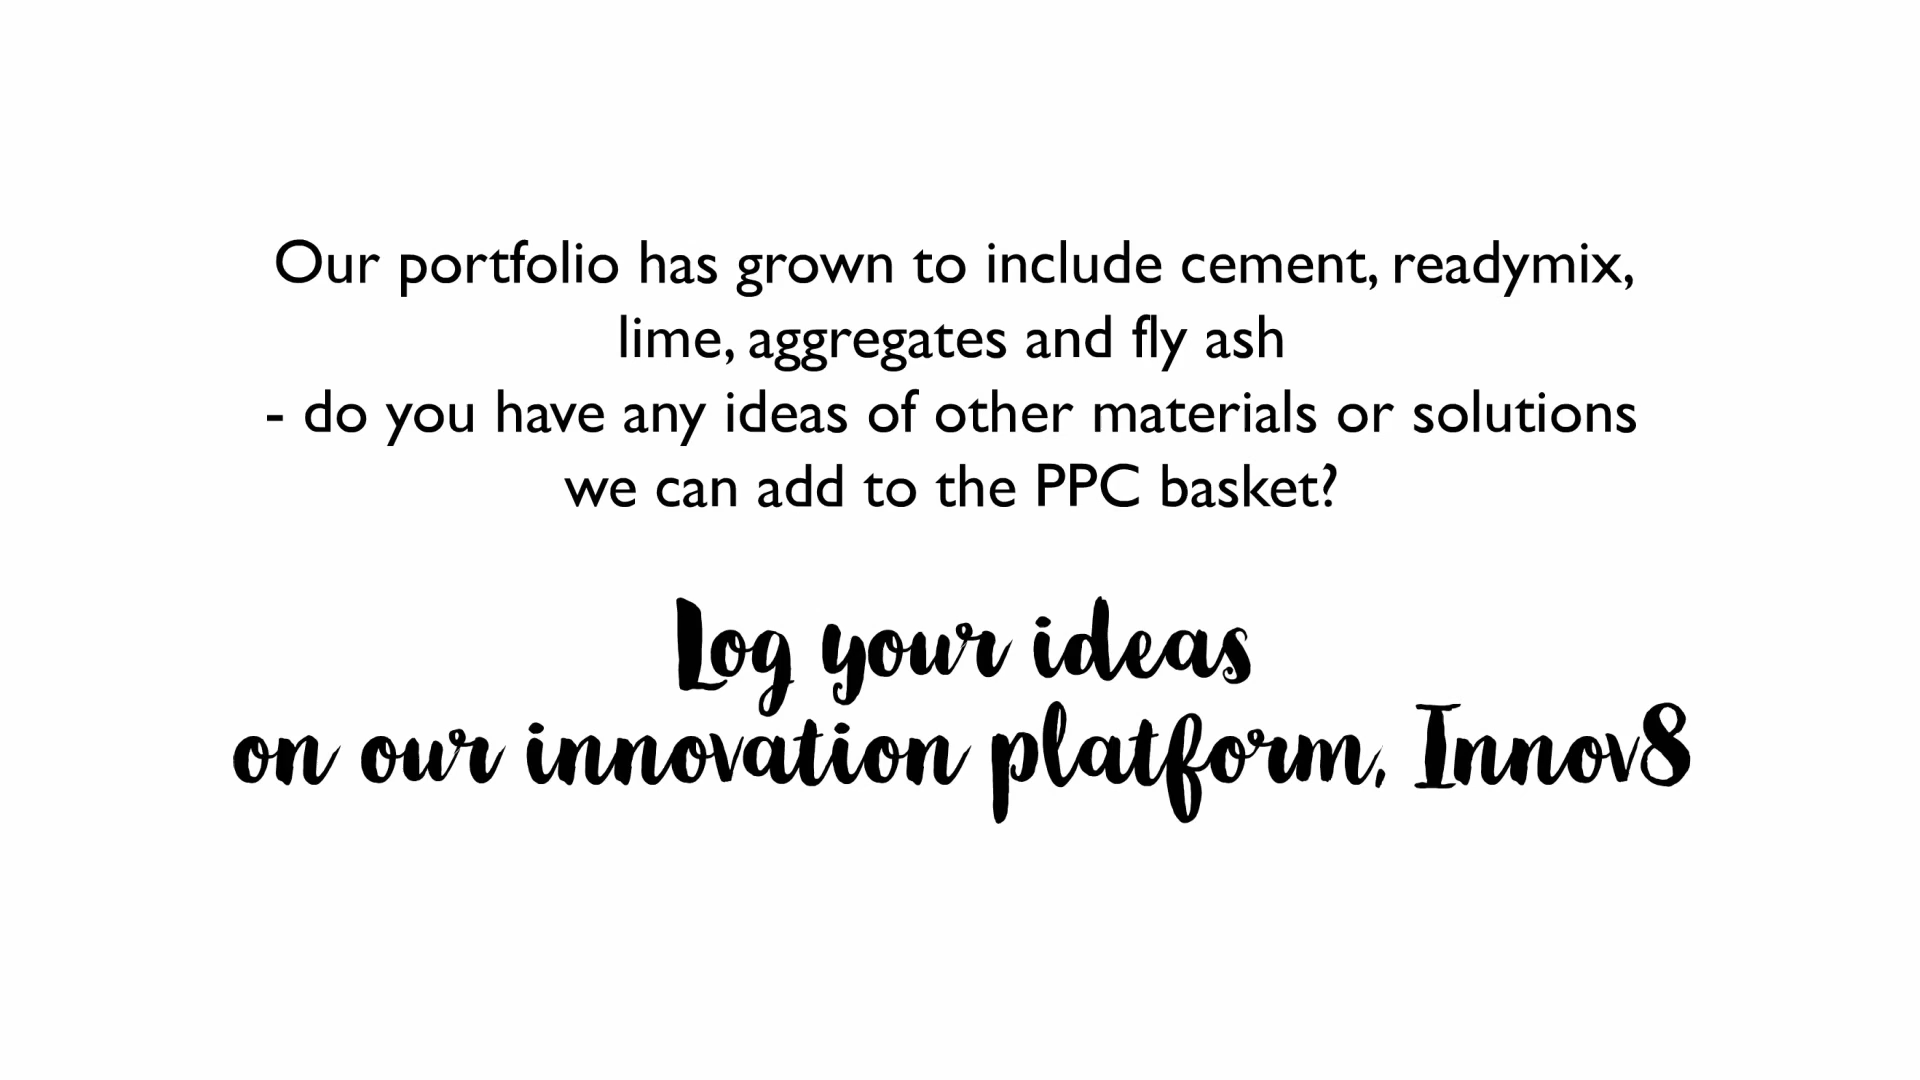 Our portfolio has grown to include cement, readymix,
lime, aggregates and fly ash
- do you have any ideas of other materials or solutions
we can add to the PPC basket?
Log your ideas
on our innovation platform, Innov8